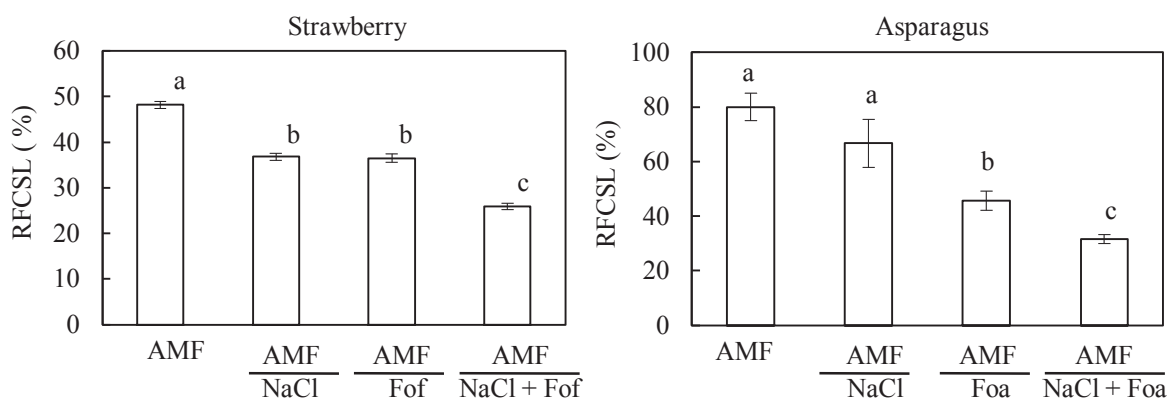 Strawberry
RFCSL ( %)
60
50
40
30
20
10
0
a
b
b
c
AMF
AMF
NaCl
AMF
Fof
AMF
NaCl + Fof
Asparagus
RFCSL (%)
100
80
60
40
20
0
a
a
b
c
AMF
AMF
NaCl
AMF
Foa
AMF
NaCl + Foa